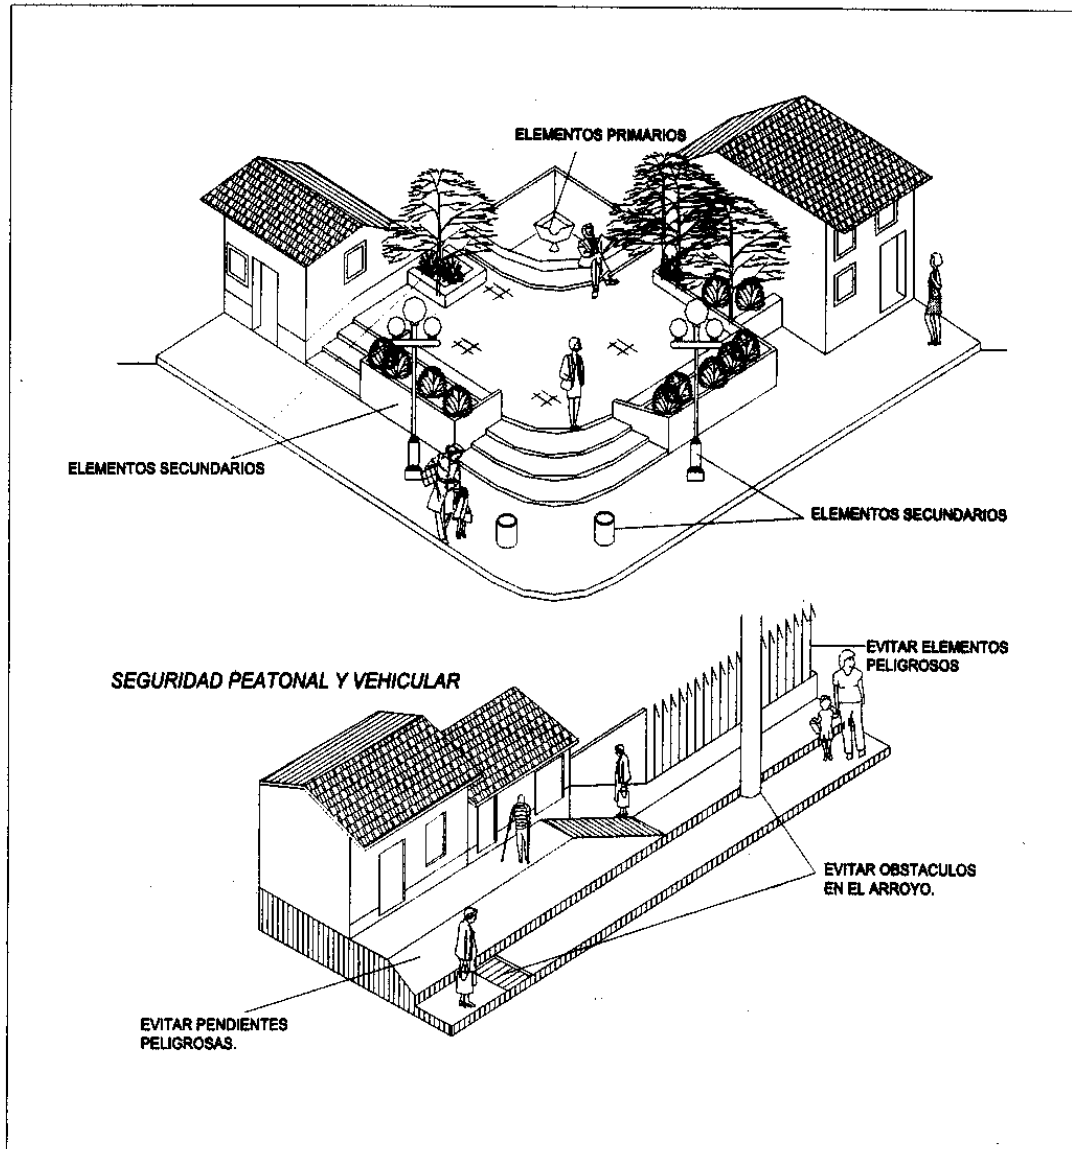 ELEMENTOS PRIMARIOS
ELEMENTOS SECUNDARIOS
ELEMENTOS SECUNDARIOS
EVITAR ELEMENTOS
PELIGROSOS
SEGURIDAD PEATONAL Y VEHICULAR
EVITAR OBSTACULOS
EN EL ARROYO.
EVITAR PENDIENTES
PELIGROSAS.